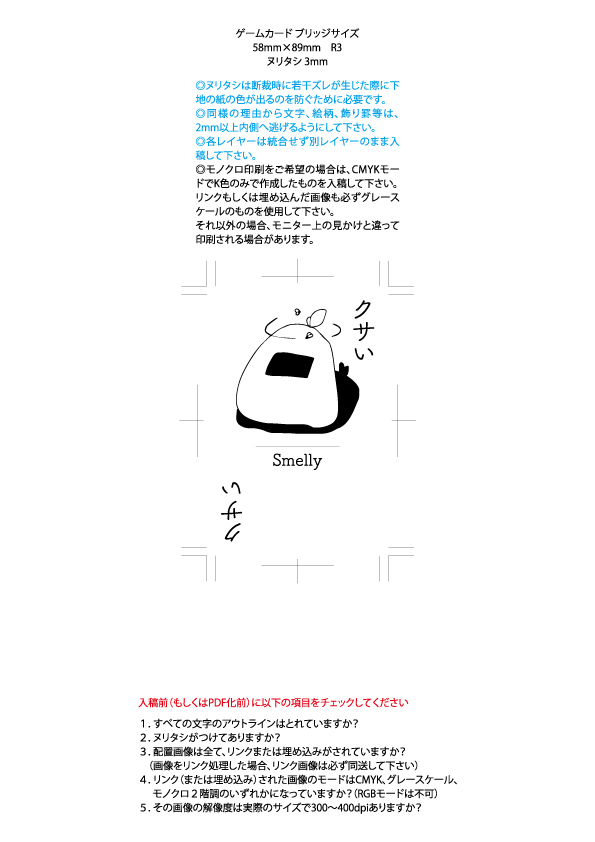 ゲームカード ブリッジサイズ
58mm×89mm　R3
ヌリタシ 3mm
◎ヌリタシは断裁時に若干ズレが生じた際に下
地の紙の色が出るのを防ぐために必要です。
◎同様の理由から文字、絵柄、飾り罫等は、
2mm以上内側へ逃げるようにして下さい。
◎各レイヤーは統合せず別レイヤーのまま入
稿して下さい。
◎モノクロ印刷をご希望の場合は、CMYKモー
ドでK色のみで作成したものを入稿して下さい。
リンクもしくは埋め込んだ画像も必ずグレース
ケールのものを使用して下さい。
それ以外の場合、モニター上の見かけと違って
印刷される場合があります。
クサい
Smelly
クサい
入稿前（もしくはPDF化前）に以下の項目をチェックしてください
１．すべての文字のアウトラインはとれていますか？
２．ヌリタシがつけてありますか？
３．配置画像は全て、リンクまたは埋め込みがされていますか？
（画像をリンク処理した場合、リンク画像は必ず同送して下さい）
４．リンク（または埋め込み）された画像のモードはCMYK、グレースケール、
モノクロ２階調のいずれかになっていますか？（RGBモードは不可）
５．その画像の解像度は実際のサイズで300〜400dpiありますか？